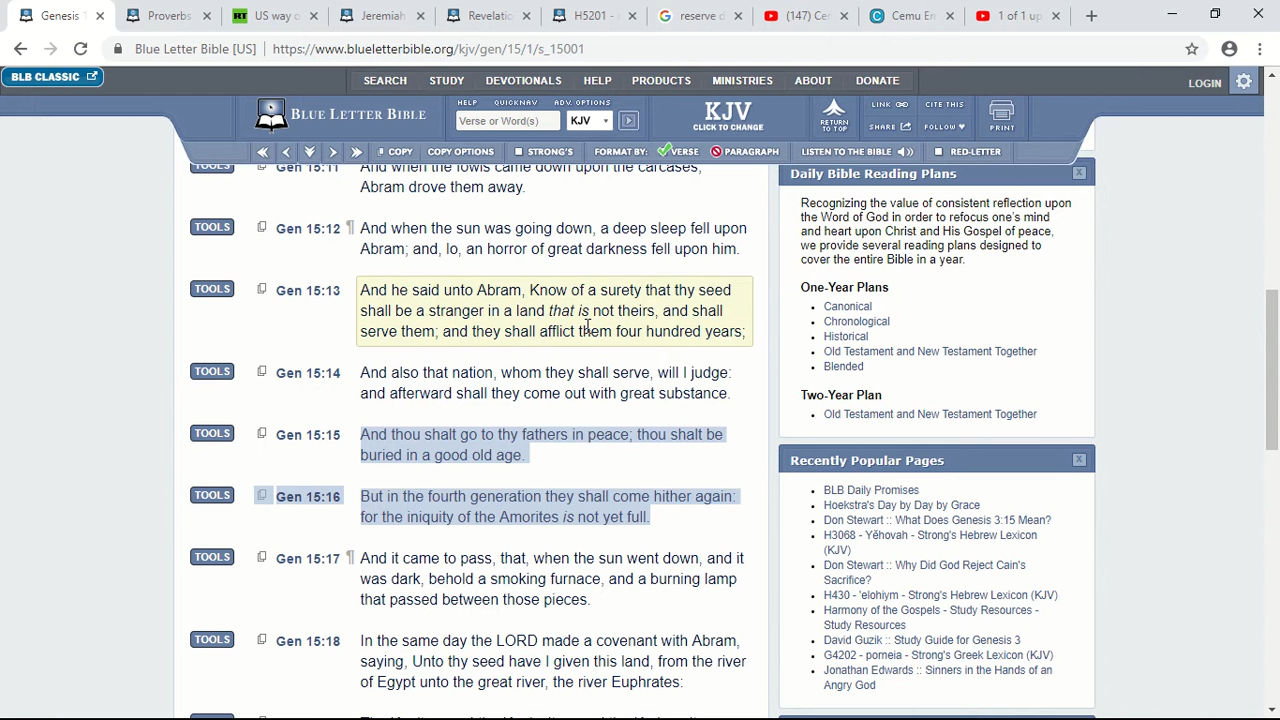 Genesis 1
Proverbs
US way o
Jeremiah
Revelatio
H5201 -
reserve d
(147) Ce
Cemu En
1 of 1 up
Blue Letter Bible [US]
https://www.blueletterbible.org/kjv/gen/15/1/s_15001
BLB CLASSIC
SEARCH STUDY DEVOTIONALS HELP PRODUCTS MINISTRIES ABOUT DONATE
LOGIN
BLUE LETTER BIBLE
HELP QUICKNAV ADV. OPTIONS
Verse or Word(s)
KJV
KJV
CLICK TO CHANGE
RETURN
TO TOP
LINK
CITE THIS
SHARE
FOLLOW
PRINT
COPY COPY OPTIONS STRONG'S FORMAT BY: VERSE PARAGRAPH LISTEN TO THE BIBLE RED-LETTER
TOOLS Gen 15:11 And when the fowls came down upon the carcases,
Abram drove them away.
TOOLS Gen 15:12 ¶ And when the sun was going down, a deep sleep fell upon
Abram; and, lo, an horror of great darkness fell upon him.
TOOLS Gen 15:13 And he said unto Abram, Know of a surety that thy seed
shall be a stranger in a land that is not theirs, and shall
serve them; and they shall afflict them four hundred years;
TOOLS Gen 15:14 And also that nation, whom they shall serve, will I judge:
and afterward shall they come out with great substance.
TOOLS Gen 15:15 And thou shalt go to thy fathers in peace; thou shalt be
buried in a good old age.
TOOLS Gen 15:16 But in the fourth generation they shall come hither again:
for the iniquity of the Amorites is not yet full.
TOOLS Gen 15:17 ¶ And it came to pass, that, when the sun went down, and it
was dark, behold a smoking furnace, and a burning lamp
that passed between those pieces.
TOOLS Gen 15:18 In the same day the LORD made a covenant with Abram,
saying, Unto thy seed have I given this land, from the river
of Egypt unto the great river, the river Euphrates:
Daily Bible Reading Plans
Recognizing the value of consistent reflection upon
the Word of God in order to refocus one's mind
and heart upon Christ and His Gospel of peace,
we provide several reading plans designed to
cover the entire Bible in a year.
One-Year Plans
Canonical
Chronological
Historical
Old Testament and New Testament Together
Blended
Two-Year Plan
Old Testament and New Testament Together
Recently Popular Pages
BLB Daily Promises
Hoekstra's Day by Day by Grace
Don Stewart :: What Does Genesis 3:15 Mean?
H3068 - Yĕhovah - Strong's Hebrew Lexicon
(KJV)
Don Stewart :: Why Did God Reject Cain's
Sacrifice?
H430 - 'elohiym - Strong's Hebrew Lexicon (KJV)
Harmony of the Gospels - Study Resources -
Study Resources
David Guzik :: Study Guide for Genesis 3
G4202 - porneia - Strong's Greek Lexicon (KJV)
Jonathan Edwards :: Sinners in the Hands of an
Angry God